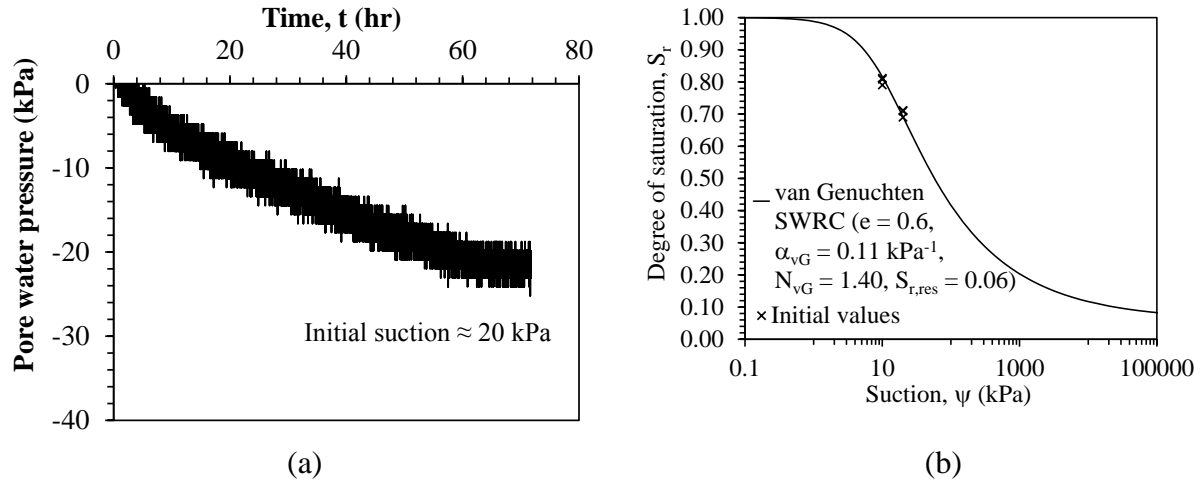 Time, t (hr)
0 20 40 60 80
0
-10
-20
-30
-40
Pore water pressure (kPa)
Initial suction ≈ 20 kPa
(a)
1.00
0.90
0.80
0.70
0.60
0.50
0.40
0.30
0.20
0.10
0.00
Degree of saturation, Sᵣ
van Genuchten
SWRC (e = 0.6,
α_vG = 0.11 kPa⁻¹,
N_vG = 1.40, S_r,res = 0.06)
× Initial values
0.1 10 1000 100000
Suction, ψ (kPa)
(b)